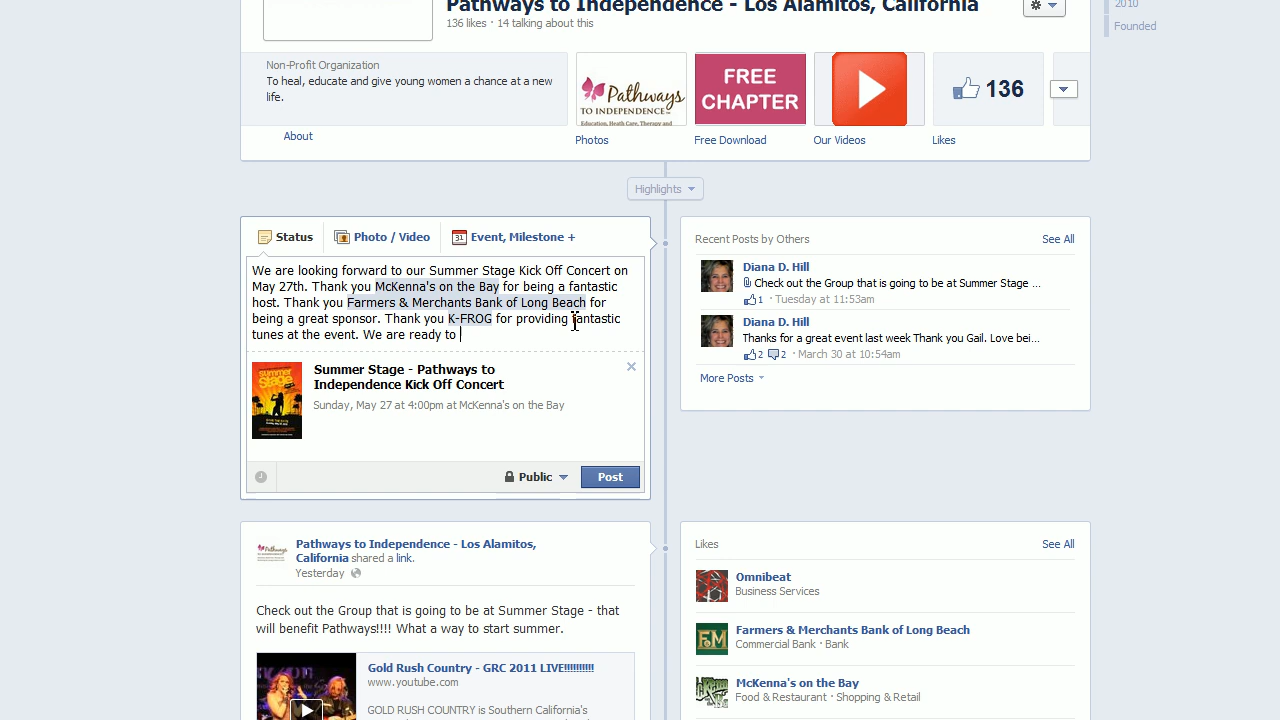 Pathways to Independence - Los Alamitos, California
136 likes · 14 talking about this
2010
Founded
Non-Profit Organization
To heal, educate and give young women a chance at a new
life.
About
Pathways
TO INDEPENDENCE
Education, Heath Care, Therapy and
Photos
FREE
CHAPTER
Free Download
Our Videos
136
Likes
Highlights
Status
Photo / Video
31
Event, Milestone +
We are looking forward to our Summer Stage Kick Off Concert on
May 27th. Thank you McKenna's on the Bay for being a fantastic
host. Thank you Farmers & Merchants Bank of Long Beach for
being a great sponsor. Thank you K-FROG for providing fantastic
tunes at the event. We are ready to
summer
stage
Summer Stage - Pathways to
Independence Kick Off Concert
Sunday, May 27 at 4:00pm at McKenna's on the Bay
Public
Post
Recent Posts by Others
See All
Diana D. Hill
Check out the Group that is going to be at Summer Stage ...
1 · Tuesday at 11:53am
Diana D. Hill
Thanks for a great event last week Thank you Gail. Love bei...
2 2 · March 30 at 10:54am
More Posts
Pathways
Pathways to Independence - Los Alamitos,
California shared a link.
Yesterday
Check out the Group that is going to be at Summer Stage - that
will benefit Pathways!!!! What a way to start summer.
Gold Rush Country - GRC 2011 LIVE!!!!!!!!!!
www.youtube.com
GOLD RUSH COUNTRY is Southern California's
Likes
See All
Omnibeat
Business Services
F&M
Farmers & Merchants Bank of Long Beach
Commercial Bank · Bank
McKenna's on the Bay
Food & Restaurant · Shopping & Retail